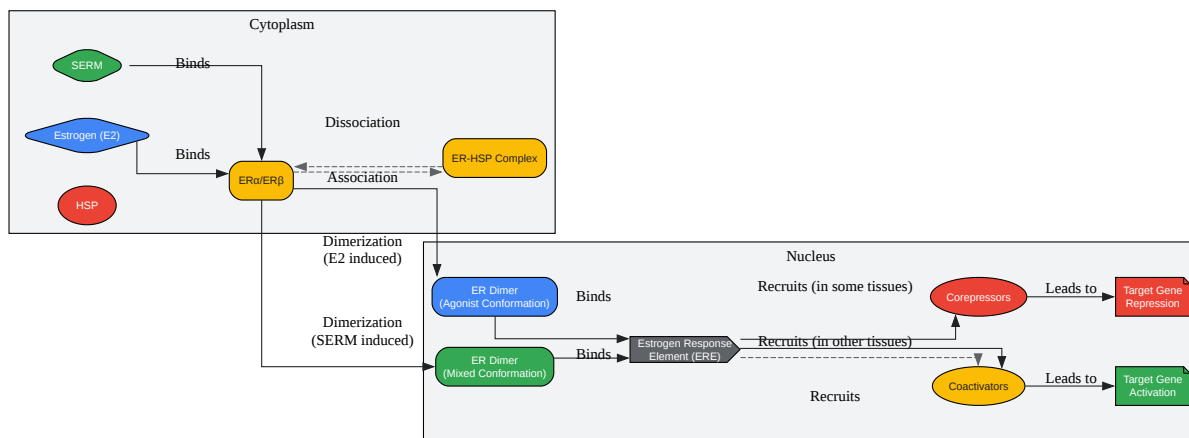 Cytoplasm
SERM
Binds
Estrogen (E2)
Binds
Dissociation
ER-HSP Complex
ERα/ERβ
Association
HSP
Dimerization
(E2 induced)
Nucleus
ER Dimer
(Agonist Conformation)
Binds
Recruits (in some tissues)
Corepressors
Leads to
Target Gene
Repression
Dimerization
(SERM induced)
Estrogen Response
Element (ERE)
Recruits (in other tissues)
ER Dimer
(Mixed Conformation)
Binds
Recruits
Coactivators
Leads to
Target Gene
Activation